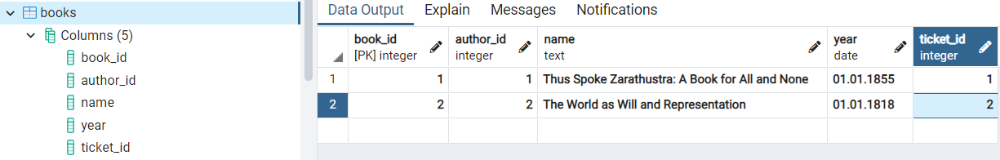 books
Columns (5)
book_id
author_id
name
year
ticket_id
Data Output Explain Messages Notifications
book_id author_id name year ticket_id
[PK] integer integer text date integer
1 1 1 Thus Spoke Zarathustra: A Book for All and None 01.01.1855 1
2 2 2 The World as Will and Representation 01.01.1818 2